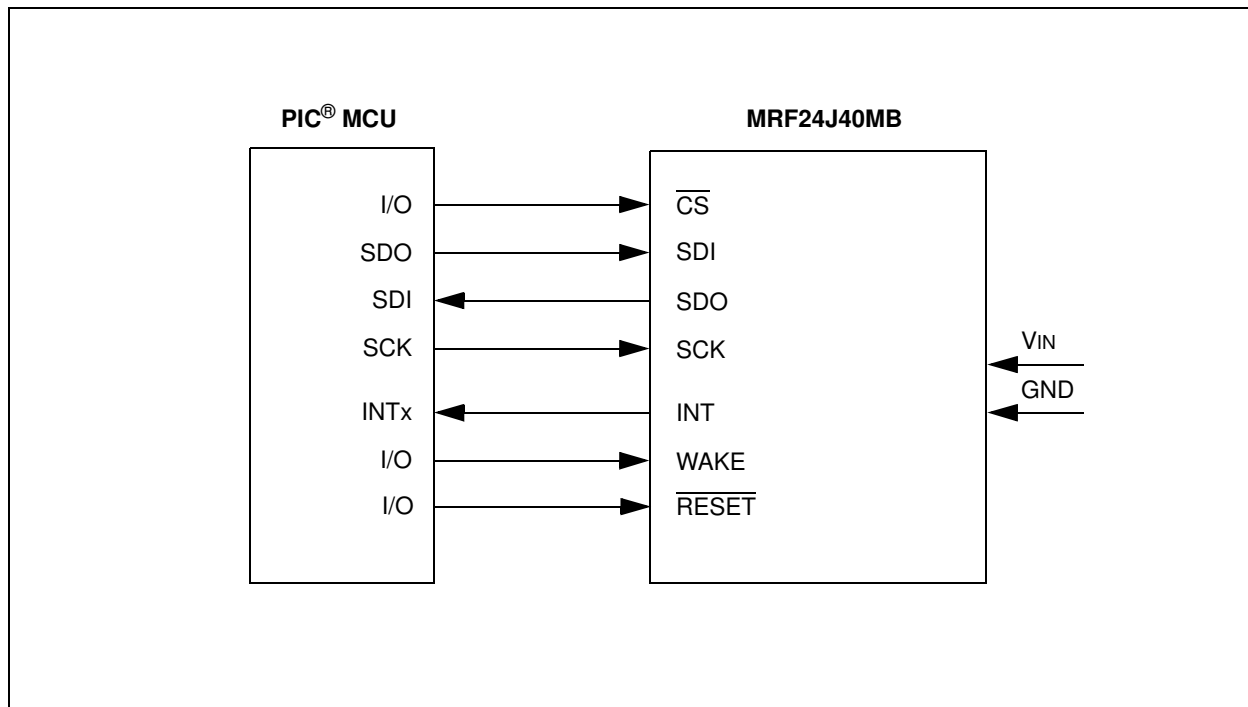 PIC® MCU
MRF24J40MB
I/O
CS
SDO
SDI
SDI
SDO
SCK
SCK
VIN
GND
INTx
INT
I/O
WAKE
I/O
RESET